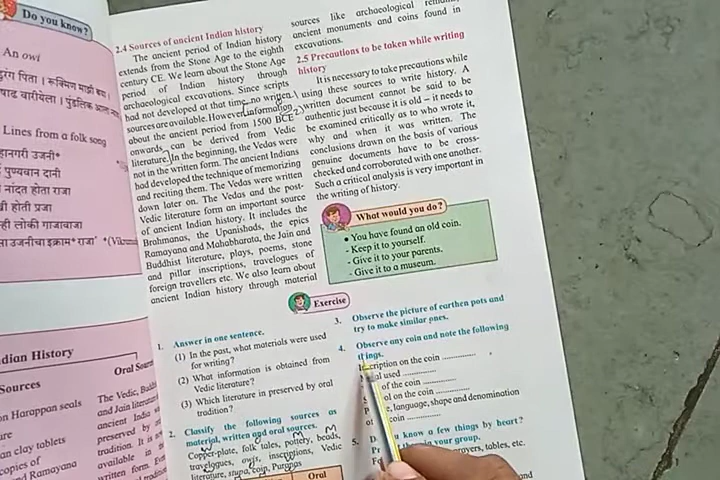 Do you know?
An owl
Lines from a folk song
हानगरी उजनी*
पुण्यवान दानी
नांदत होता राजा
ही होती प्रजा
ही लोकी गाजावाजा
dian History
Sources
Oral
on Harappan seals
an clay tablets
copies of
Ramayana
The Vedic,
and Jain
ancient
preserved
tradition. It is
available in
written form.
2.4 Sources of ancient Indian history
The ancient period of Indian history
extends from the Stone Age to the eighth
century CE. We learn about the Stone Age
period of Indian history through
archaeological excavations. Since scripts
had not developed at that time, no written
sources are available. However, information
about the ancient period from 1500 BCE
onwards can be derived from Vedic
literature. In the beginning, the Vedas were
not in the written form. The ancient Indians
had developed the technique of memorizing
and reciting them. The Vedas were written
down later on. The Vedas and the post-
Vedic literature form an important source
of ancient Indian history. It includes the
Brahmanas, the Upanishads, the epics
Ramayana and Mahabharata, the Jain and
Buddhist literature, plays, poems, stone
and pillar inscriptions, travelogues of
foreign travellers etc. We also learn about
ancient Indian history through material
sources like archaeological
ancient monuments and coins found in
excavations.
2.5 Precautions to be taken while writing
history
It is necessary to take precautions while
using these sources to write history. A
2) written document cannot be said to be
authentic just because it is old – it needs to
be examined critically as to who wrote it,
why and when it was written. The
conclusions drawn on the basis of various
genuine documents have to be cross-
checked and corroborated with one another.
Such a critical analysis is very important in
the writing of history.
What would you do?
• You have found an old coin.
- Keep it to yourself.
- Give it to your parents.
- Give it to a museum.
Exercise
1. Answer in one sentence.
(1) In the past, what materials were used
for writing?
(2) What information is obtained from
Vedic literature?
(3) Which literature in preserved by oral
tradition?
2. Classify the following sources as
material, written and oral sources.
Copper-plate, folk tales, pottery, beads,
travelogues, owis, inscriptions, Vedic
literature, stupa, coin, Puranas
Oral
3. Observe the picture of earthen pots and
try to make similar ones.
4. Observe any coin and note the following
things.
on the coin ..............
used ..............
of the coin ..............
on the coin ..............
language, shape and denomination
coin ..............
5. know a few things by heart?
in your group.
prayers, tables, etc.
and